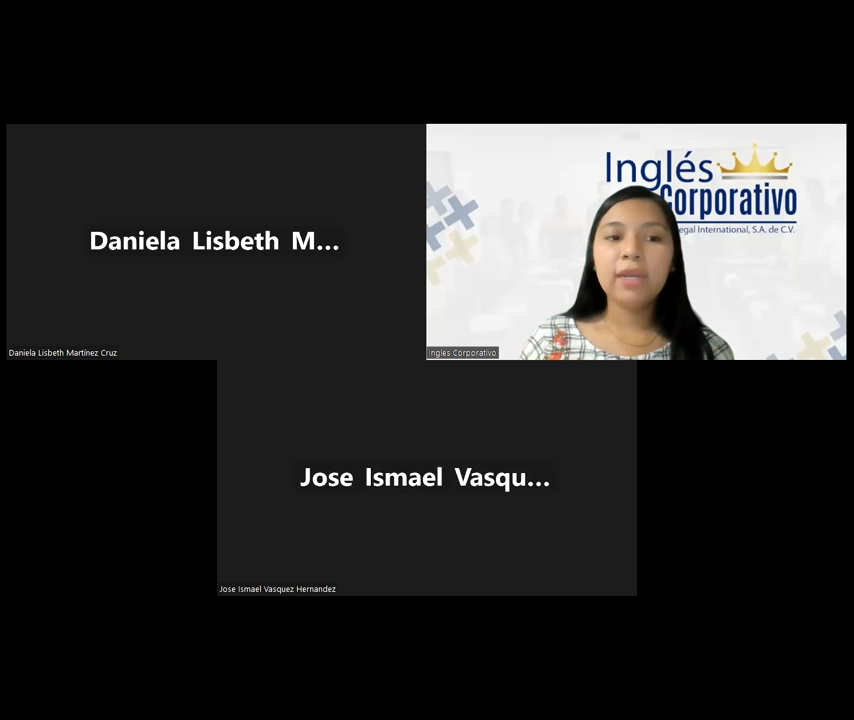 Daniela Lisbeth M...
Daniela Lisbeth Martínez Cruz
Inglés
Corporativo
egal International, S.A. de C.V.
Ingles Corporativo
Jose Ismael Vasqu...
Jose Ismael Vasquez Hernandez